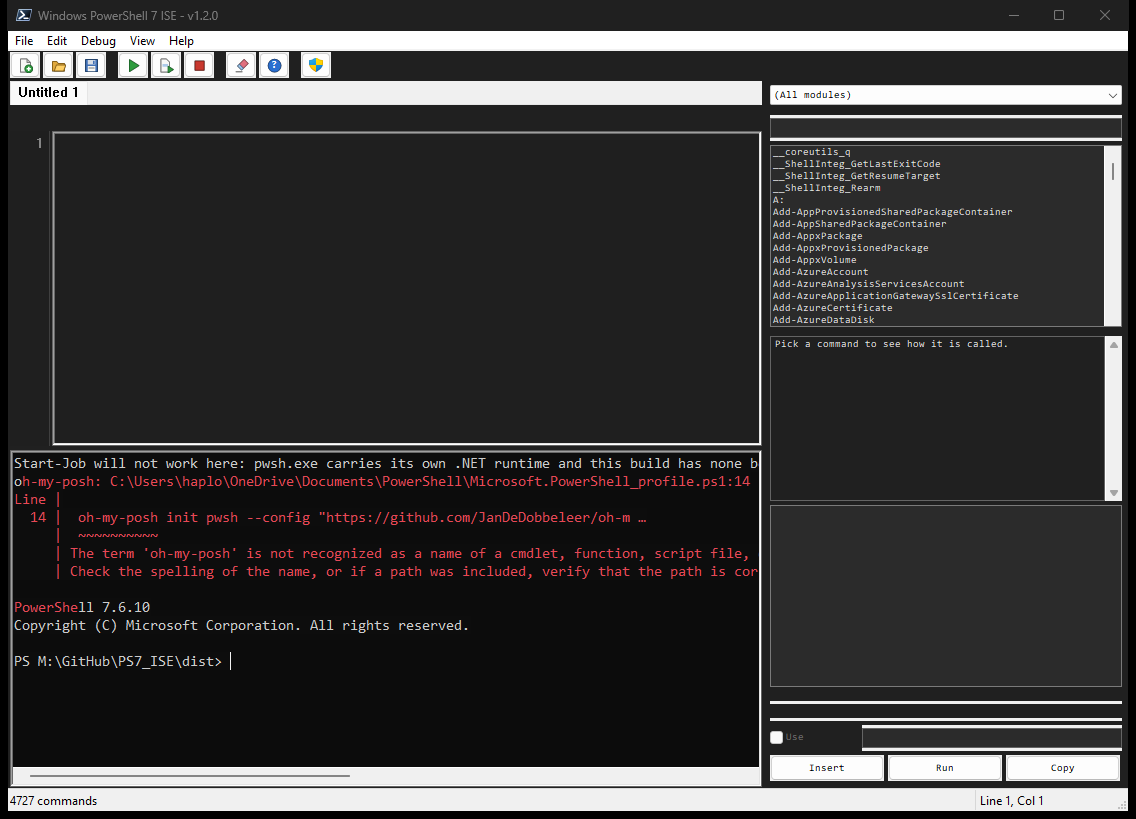 Windows PowerShell 7 ISE - v1.2.0
File Edit Debug View Help
Untitled 1
1
Start-Job will not work here: pwsh.exe carries its own .NET runtime and this build has none b
oh-my-posh: C:\Users\haplo\OneDrive\Documents\PowerShell\Microsoft.PowerShell_profile.ps1:14
Line |
14 | oh-my-posh init pwsh --config "https://github.com/JanDeDobbeleer/oh-m …
| ~~~~~~~~~~
| The term 'oh-my-posh' is not recognized as a name of a cmdlet, function, script file,
| Check the spelling of the name, or if a path was included, verify that the path is cor
PowerShell 7.6.10
Copyright (C) Microsoft Corporation. All rights reserved.
PS M:\GitHub\PS7_ISE\dist>
(All modules)
__coreutils_q
__ShellInteg_GetLastExitCode
__ShellInteg_GetResumeTarget
__ShellInteg_Rearm
A:
Add-AppProvisionedSharedPackageContainer
Add-AppSharedPackageContainer
Add-AppxPackage
Add-AppxProvisionedPackage
Add-AppxVolume
Add-AzureAccount
Add-AzureAnalysisServicesAccount
Add-AzureApplicationGatewaySslCertificate
Add-AzureCertificate
Add-AzureDataDisk
Pick a command to see how it is called.
Use
Insert Run Copy
4727 commands
Line 1, Col 1